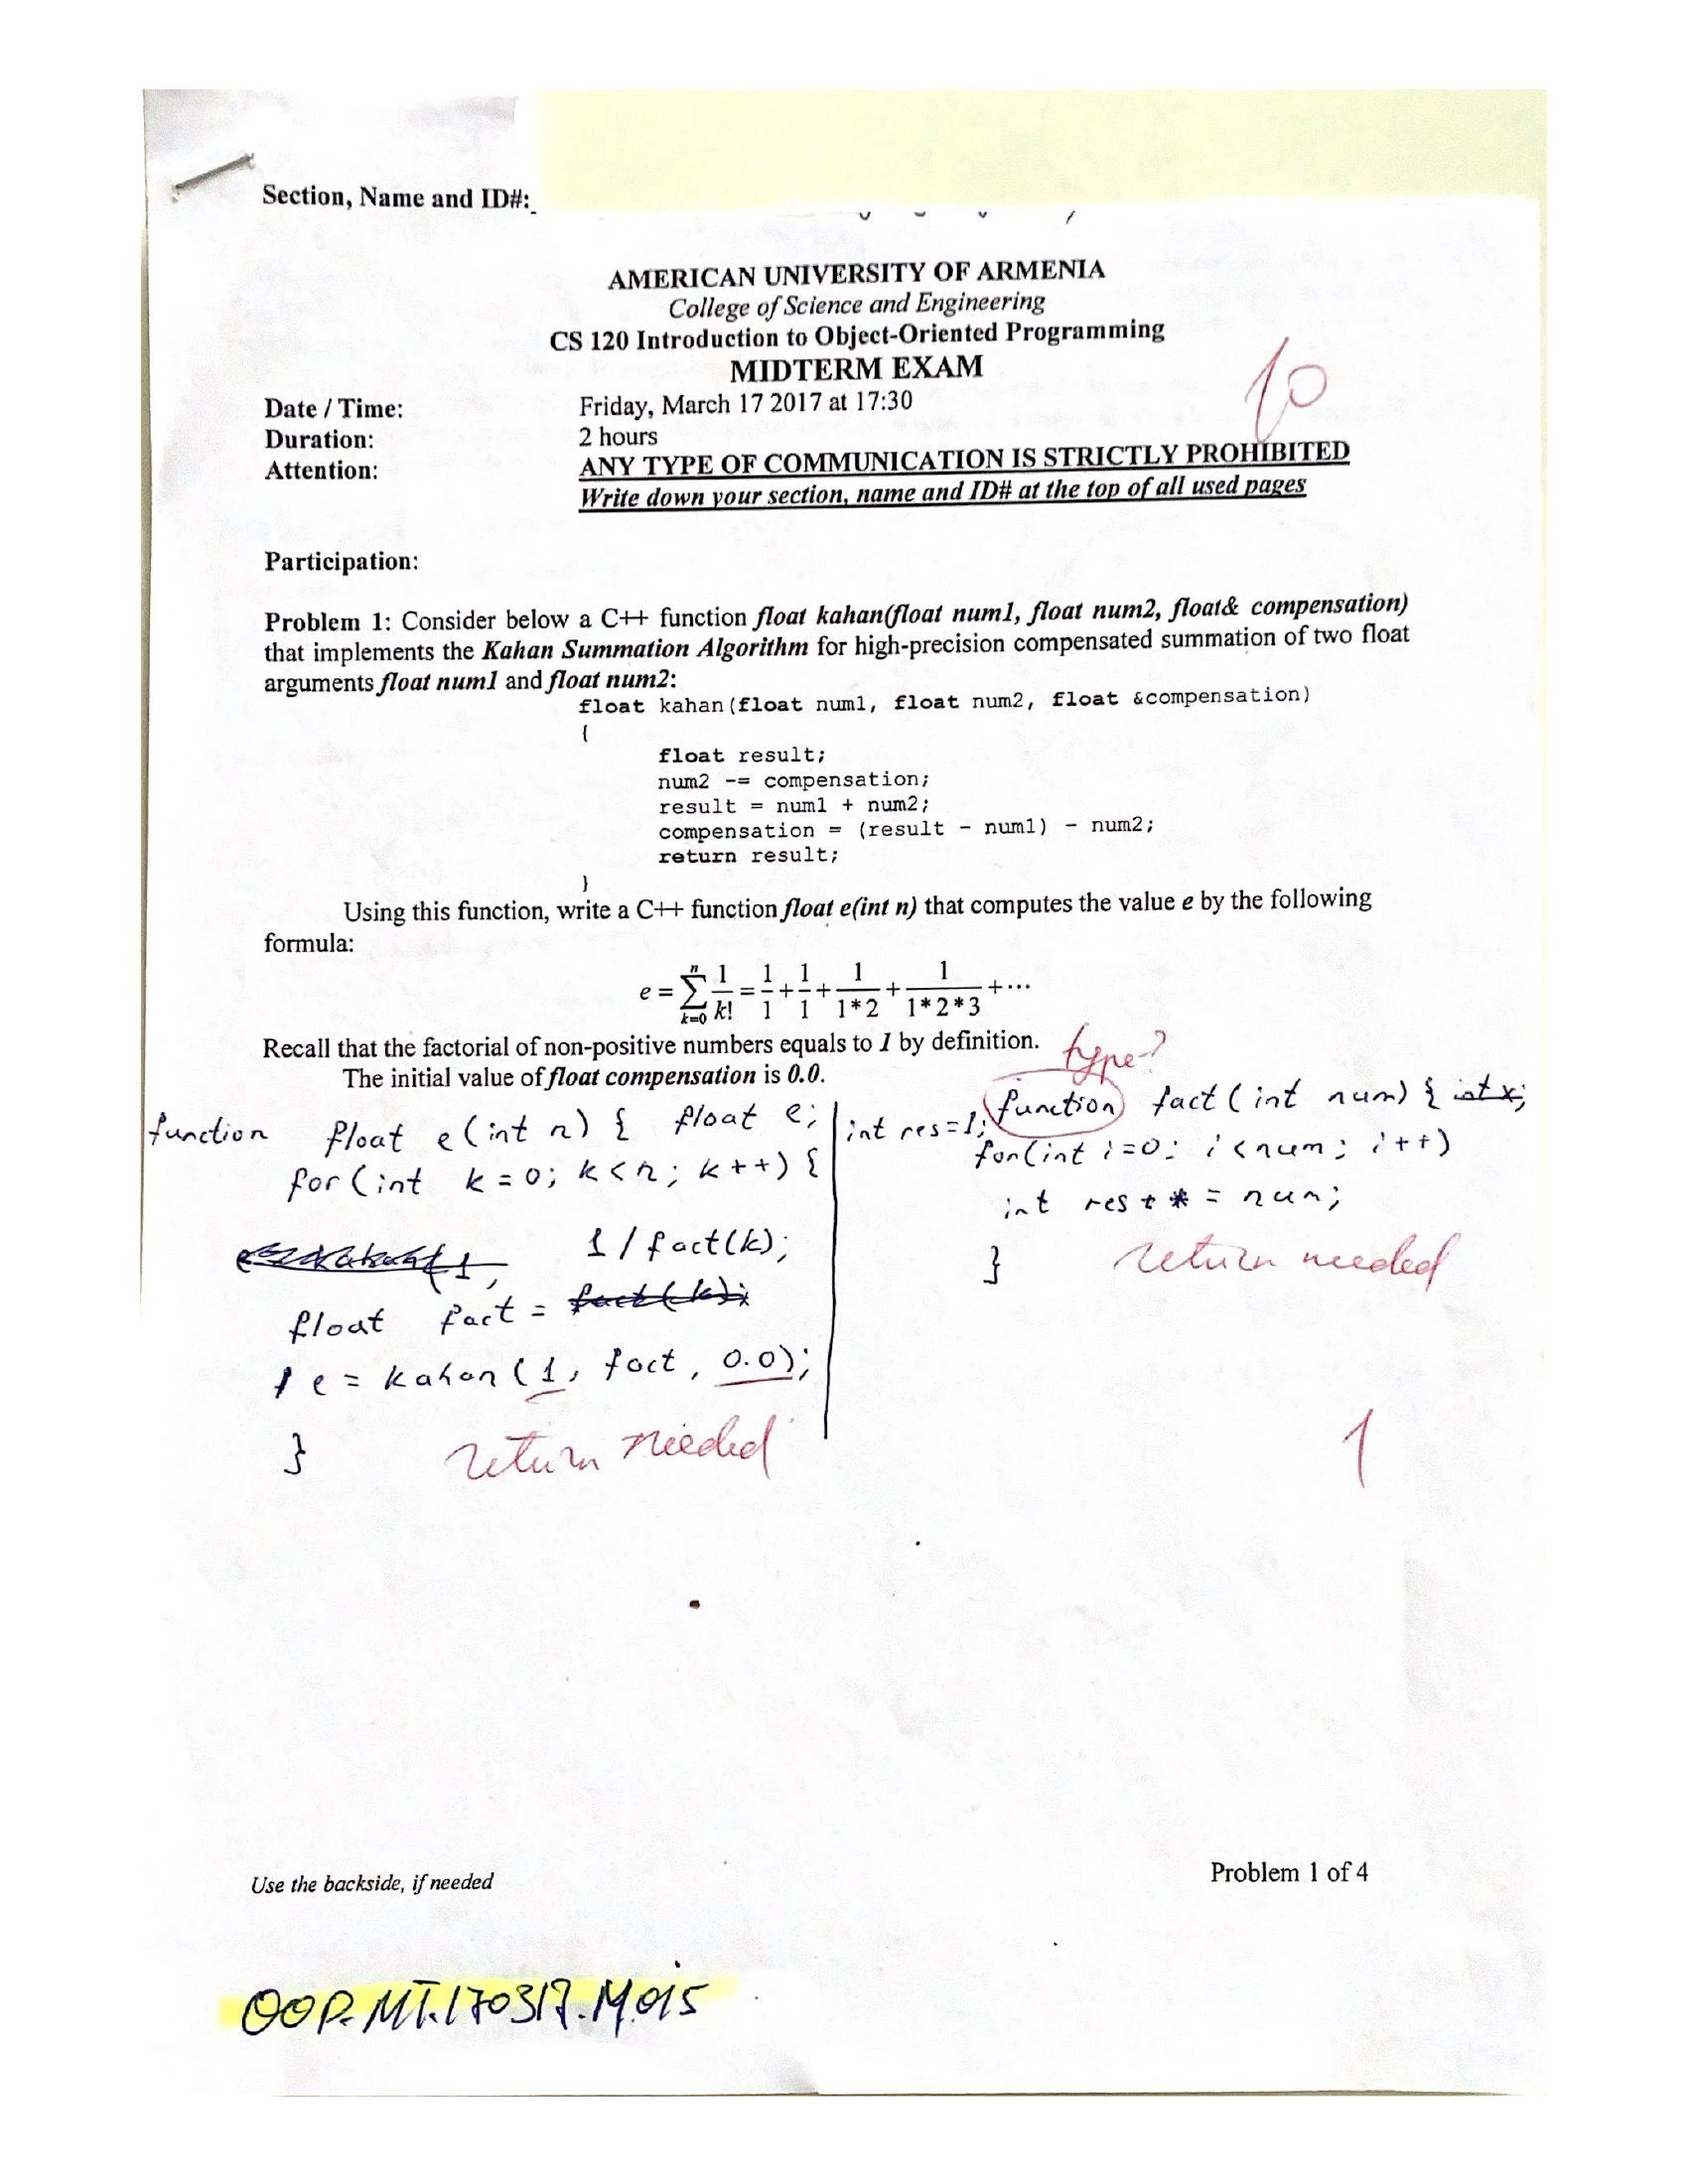 Section, Name and ID#:
AMERICAN UNIVERSITY OF ARMENIA
College of Science and Engineering
CS 120 Introduction to Object-Oriented Programming
MIDTERM EXAM
10
Date / Time: Friday, March 17 2017 at 17:30
Duration: 2 hours
Attention: ANY TYPE OF COMMUNICATION IS STRICTLY PROHIBITED
Write down your section, name and ID# at the top of all used pages
Participation:
Problem 1: Consider below a C++ function float kahan(float num1, float num2, float& compensation)
that implements the Kahan Summation Algorithm for high-precision compensated summation of two float
arguments float num1 and float num2:
float kahan(float num1, float num2, float &compensation)
{
float result;
num2 -= compensation;
result = num1 + num2;
compensation = (result - num1) - num2;
return result;
}
Using this function, write a C++ function float e(int n) that computes the value e by the following
formula:
e = \sum_{k=0}^{n} \frac{1}{k!} = \frac{1}{1} + \frac{1}{1} + \frac{1}{1*2} + \frac{1}{1*2*3} + ...
Recall that the factorial of non-positive numbers equals to 1 by definition.
The initial value of float compensation is 0.0.
function float e(int n) { float e;
for(int k = 0; k < n; k++) {
1 / fact(k);
float fact = fact(k);
e = kahan(1, fact, 0.0);
}
return needed
type?
function fact(int num) { int x;
int res=1;
for(int i=0; i<num; i++)
int res * = num;
}
return needed
1
Use the backside, if needed
Problem 1 of 4
OOP.MT.170317.M.015